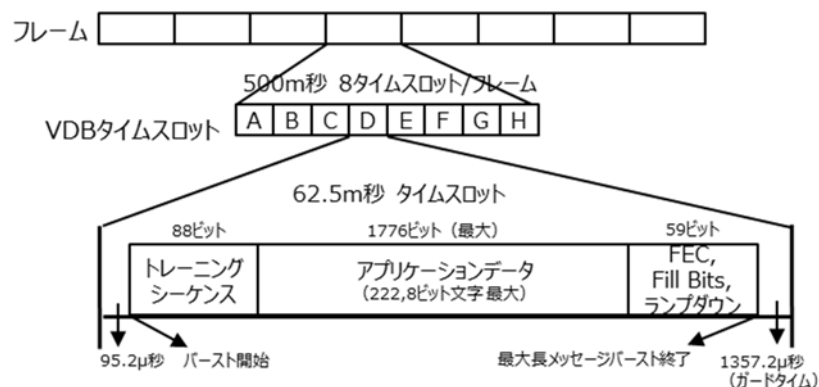 フレーム
500m秒 8タイムスロット/フレーム
VDBタイムスロット
A B C D E F G H
62.5m秒 タイムスロット
88ビット
1776ビット（最大）
59ビット
トレーニング
シーケンス
アプリケーションデータ
(222,8ビット文字 最大)
FEC,
Fill Bits,
ランプダウン
95.2μ秒
バースト開始
最大長メッセージバースト終了
1357.2μ秒
(ガードタイム)